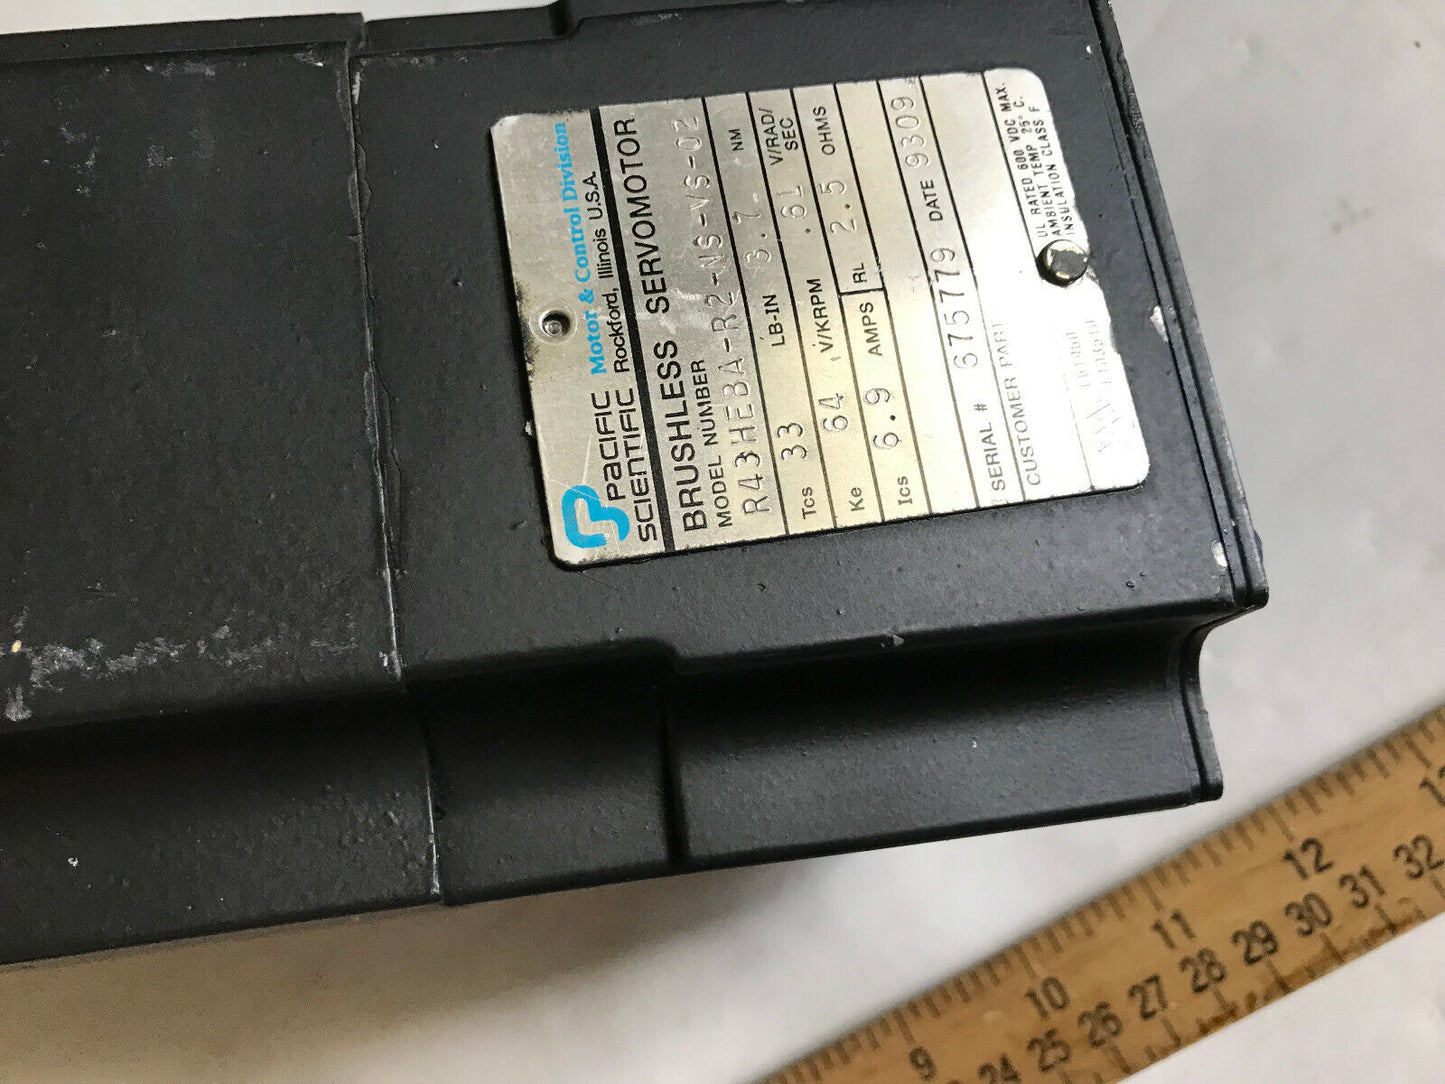 PACIFIC SCIENTIFIC
Motor & Control Division
Rockford, Illinois U.S.A.
BRUSHLESS SERVOMOTOR
MODEL NUMBER
R43HEBA-R2-NS-VS-02
Tcs 33 LB-IN 3.7 NM
Ke 64 V/KRPM .61 V/RAD/SEC
Ics 6.9 AMPS RL 2.5 OHMS
SERIAL # 675779 DATE 9309
CUSTOMER PART
UL RATED 600 VDC MAX.
AMBIENT TEMP 25° C.
INSULATION CLASS F
9 10 11 12
24 25 26 27 28 29 30 31 32